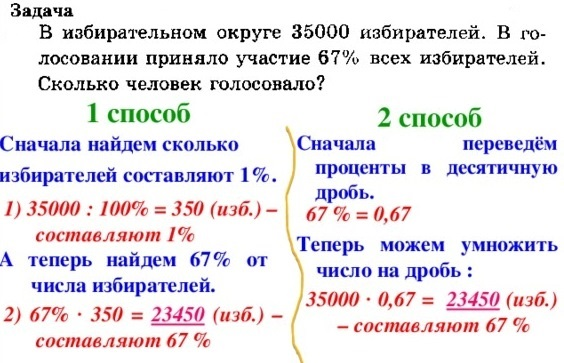 Задача
В избирательном округе 35000 избирателей. В го-
лосовании приняло участие 67% всех избирателей.
Сколько человек голосовало?
1 способ
Сначала найдем сколько
избирателей составляют 1%.
1) 35000 : 100% = 350 (изб.) –
составляют 1%
А теперь найдем 67% от
числа избирателей.
2) 67% · 350 = 23450 (изб.) –
составляют 67 %
2 способ
Сначала переведём
проценты в десятичную
дробь.
67 % = 0,67
Теперь можем умножить
число на дробь :
35000 · 0,67 = 23450 (изб.)
– составляют 67 %